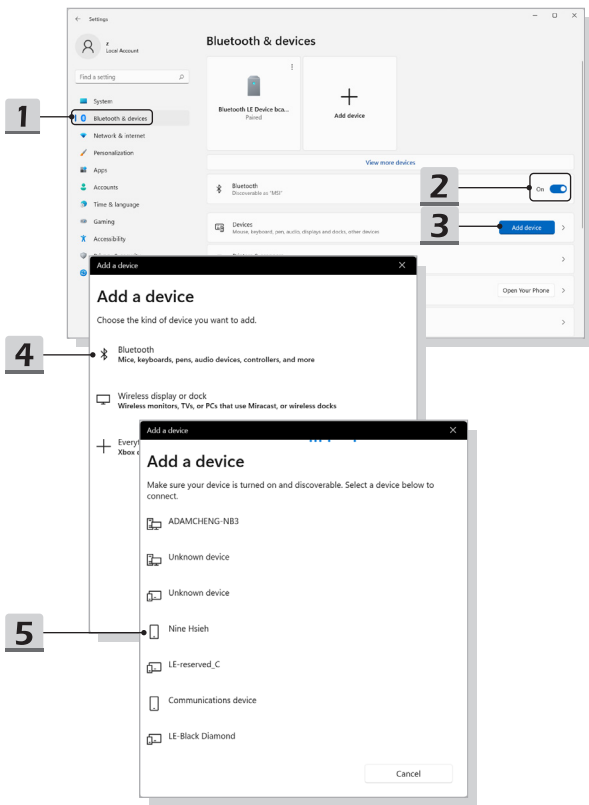 Settings
z
Local Account
Find a setting
System
Bluetooth & devices
Network & internet
Personalization
Apps
Accounts
Time & language
Gaming
Accessibility
Bluetooth & devices
Bluetooth LE Device bca...
Paired
Add device
View more devices
Bluetooth
Discoverable as "MD"
On
Devices
Mouse, keyboard, pen, audio, displays and docks, other devices
Add device
Open Your Phone
1
2
3
Add a device
Add a device
Choose the kind of device you want to add.
4
Bluetooth
Mice, keyboards, pens, audio devices, controllers, and more
Wireless display or dock
Wireless monitors, TVs, or PCs that use Miracast, or wireless docks
Xbox
Add a device
Add a device
Make sure your device is turned on and discoverable. Select a device below to
connect.
ADAMCHENG-NB3
Unknown device
Unknown device
5
Nine Hsieh
LE-reserved_C
Communications device
LE-Black Diamond
Cancel